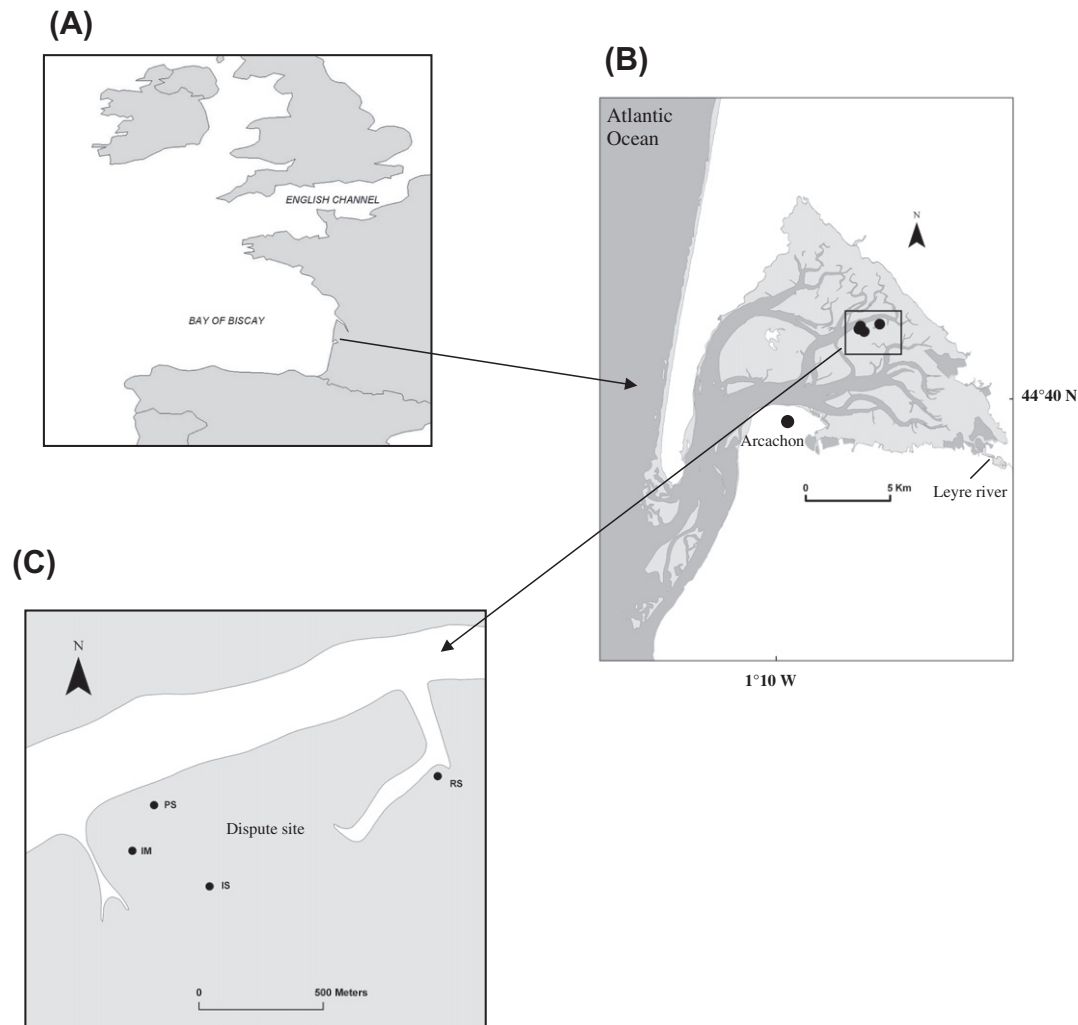 (A)
ENGLISH CHANNEL
BAY OF BISCAY
(B)
Atlantic
Ocean
N
44°40 N
Arcachon
0 5 Km
Leyre river
1°10 W
(C)
N
RS
PS
Dispute site
IM
IS
0 500 Meters